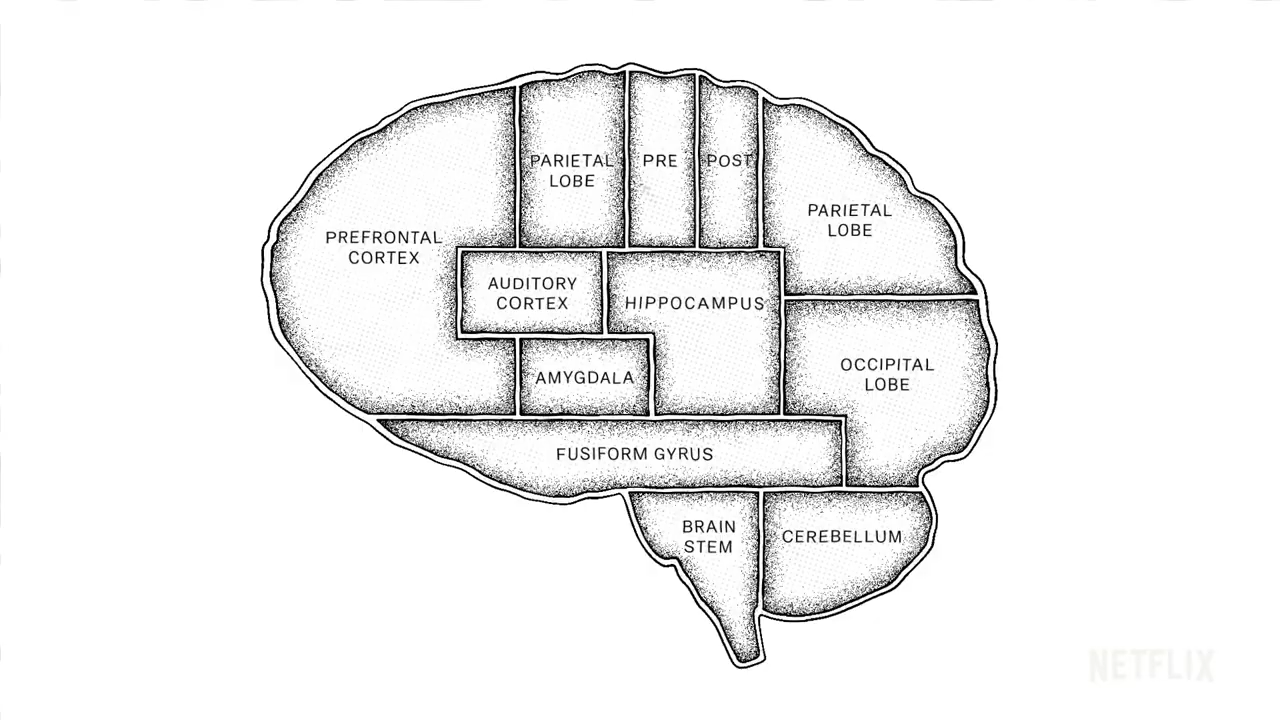 PARIETAL
LOBE
PRE
POST
PARIETAL
LOBE
PREFRONTAL
CORTEX
AUDITORY
CORTEX
HIPPOCAMPUS
AMYGDALA
OCCIPITAL
LOBE
FUSIFORM GYRUS
BRAIN
STEM
CEREBELLUM
NETFLIX